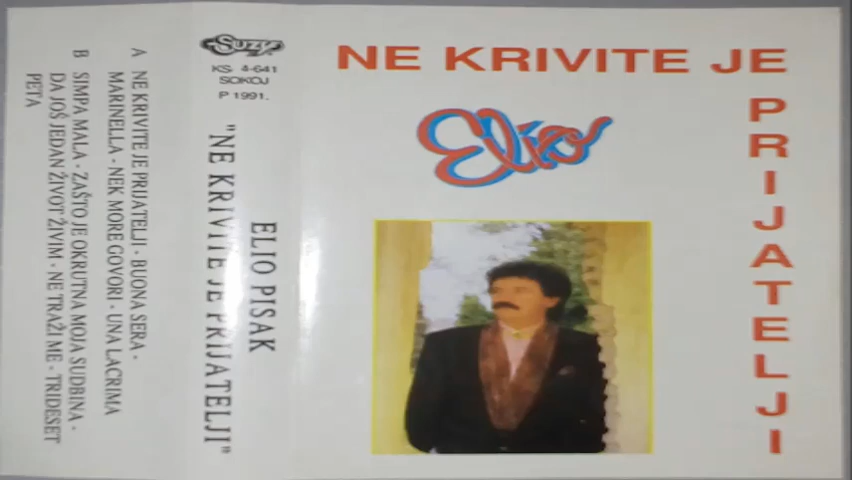 NE KRIVITE JE
PRIJATELJI
Elio
Suzy
KS 4-641
SOKOJ
P 1991.
ELIO PISAK
"NE KRIVITE JE PRIJATELJI"
A NE KRIVITE JE PRIJATELJI - BUONA SERA -
MARINELLA - NEK MORE GOVORI - UNA LACRIMA
B SIMPA MALA - ZAŠTO JE OKRUTNA MOJA SUDBINA -
DA JOŠ JEDAN ŽIVOT ŽIVIM - NE TRAŽI ME - TRIDESET
PETA